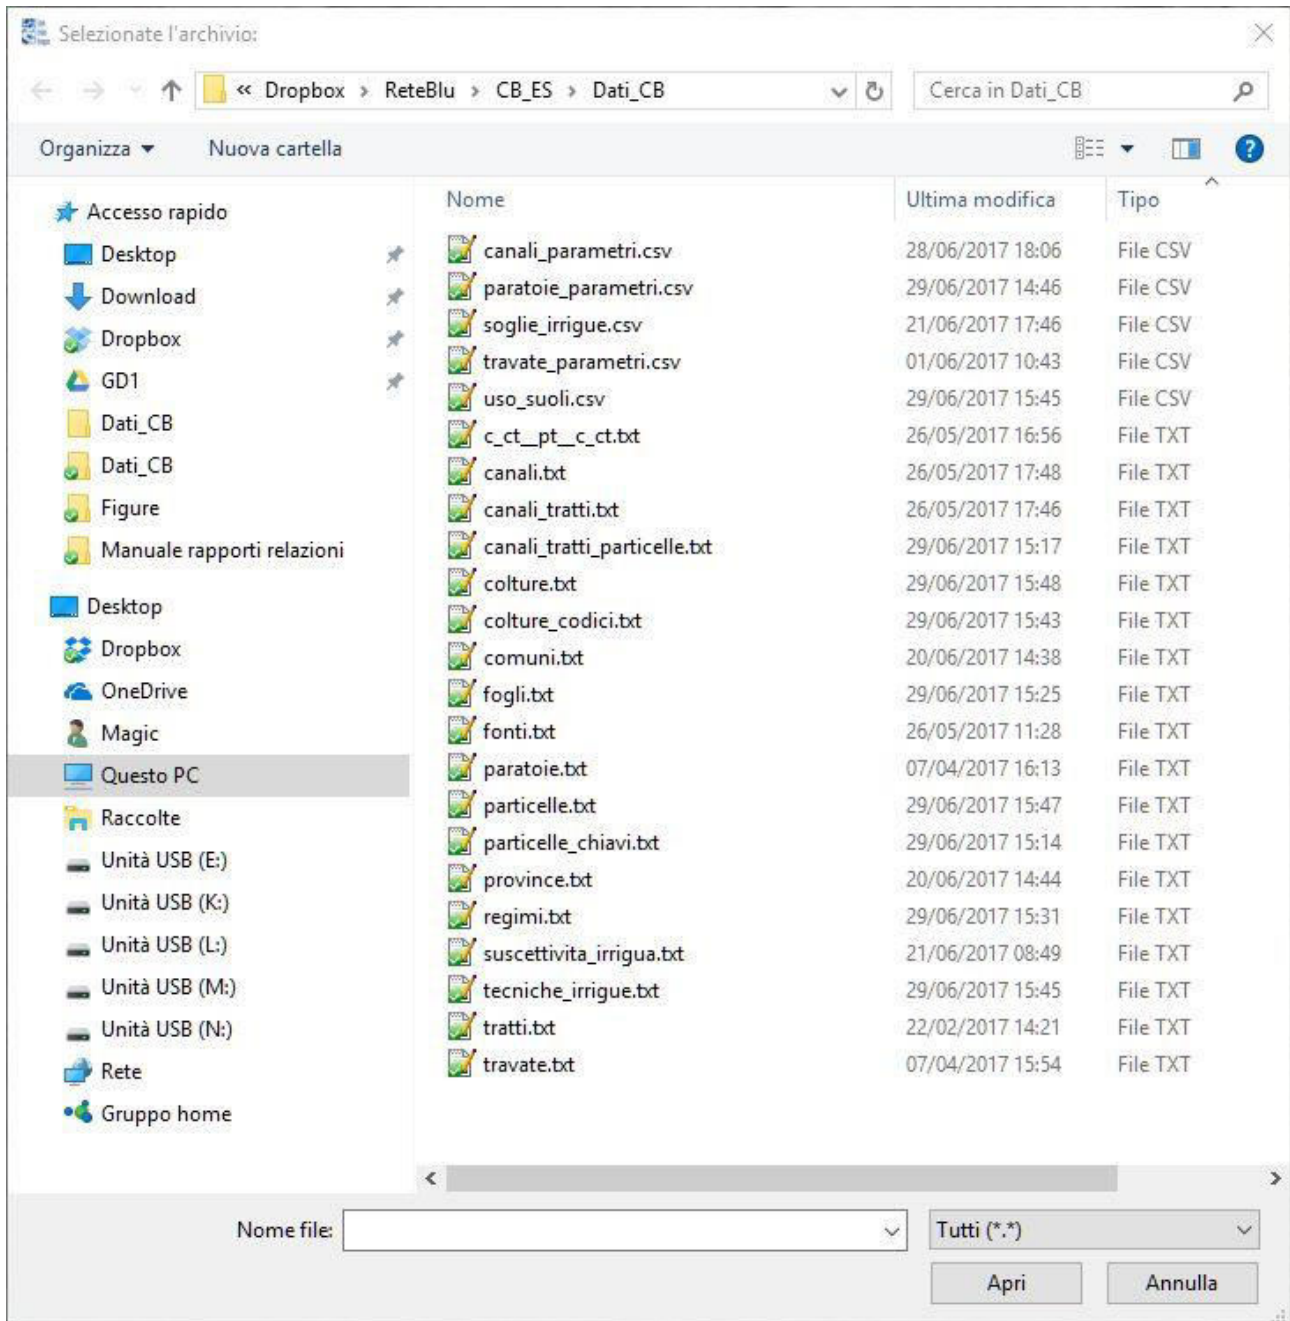 Selezionate l'archivio:
« Dropbox > ReteBlu > CB_ES > Dati_CB
Cerca in Dati_CB
Organizza
Nuova cartella
Accesso rapido
Desktop
Download
Dropbox
GD1
Dati_CB
Dati_CB
Figure
Manuale rapporti relazioni
Desktop
Dropbox
OneDrive
Magic
Questo PC
Raccolte
Unità USB (E:)
Unità USB (K:)
Unità USB (L:)
Unità USB (M:)
Unità USB (N:)
Rete
Gruppo home
Nome Ultima modifica Tipo
canali_parametri.csv 28/06/2017 18:06 File CSV
paratoie_parametri.csv 29/06/2017 14:46 File CSV
soglie_irrigue.csv 21/06/2017 17:46 File CSV
travate_parametri.csv 01/06/2017 10:43 File CSV
uso_suoli.csv 29/06/2017 15:45 File CSV
c_ct__pt__c_ct.txt 26/05/2017 16:56 File TXT
canali.txt 26/05/2017 17:48 File TXT
canali_tratti.txt 26/05/2017 17:46 File TXT
canali_tratti_particelle.txt 29/06/2017 15:17 File TXT
colture.txt 29/06/2017 15:48 File TXT
colture_codici.txt 29/06/2017 15:43 File TXT
comuni.txt 20/06/2017 14:38 File TXT
fogli.txt 29/06/2017 15:25 File TXT
fonti.txt 26/05/2017 11:28 File TXT
paratoie.txt 07/04/2017 16:13 File TXT
particelle.txt 29/06/2017 15:47 File TXT
particelle_chiavi.txt 29/06/2017 15:14 File TXT
province.txt 20/06/2017 14:44 File TXT
regimi.txt 29/06/2017 15:31 File TXT
suscettivita_irrigua.txt 21/06/2017 08:49 File TXT
tecniche_irrigue.txt 29/06/2017 15:45 File TXT
tratti.txt 22/02/2017 14:21 File TXT
travate.txt 07/04/2017 15:54 File TXT
Nome file:
Tutti (*.*)
Apri
Annulla